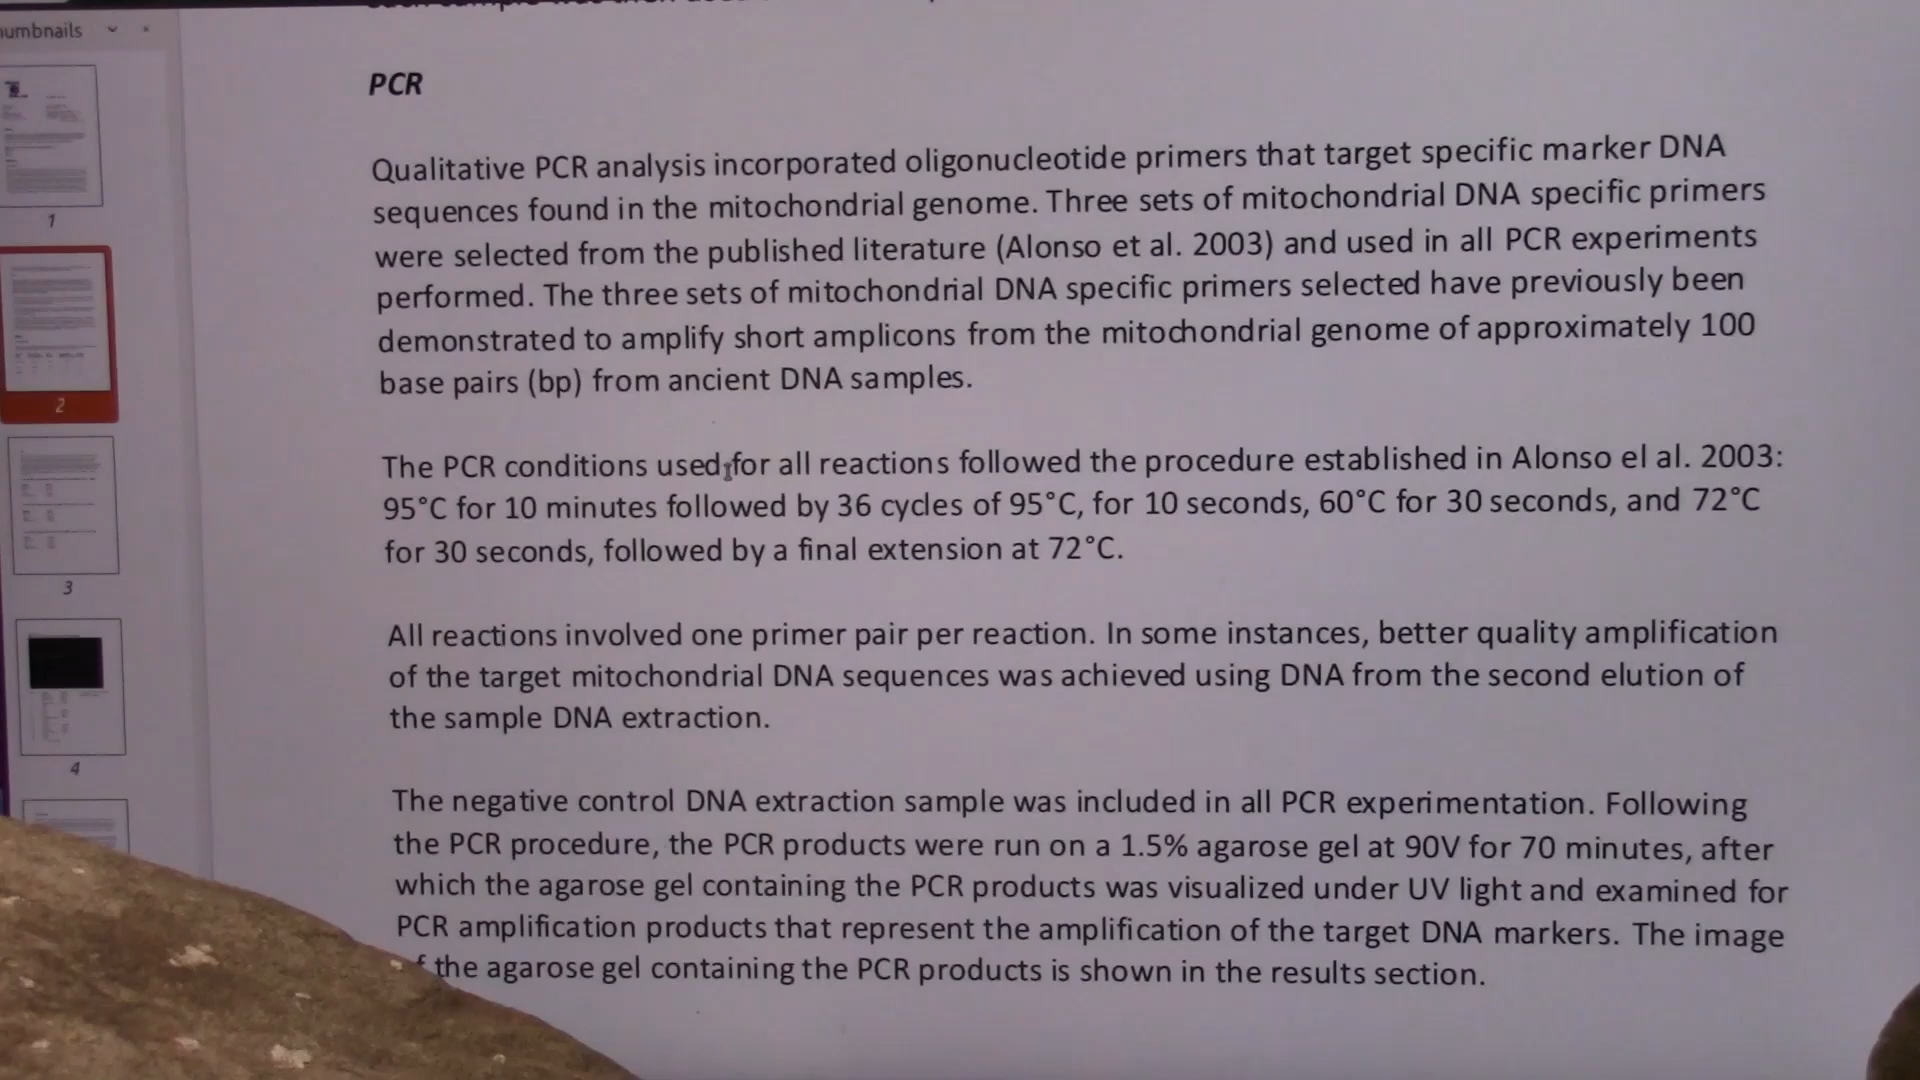 umbnails
1
2
3
4
PCR
Qualitative PCR analysis incorporated oligonucleotide primers that target specific marker DNA
sequences found in the mitochondrial genome. Three sets of mitochondrial DNA specific primers
were selected from the published literature (Alonso et al. 2003) and used in all PCR experiments
performed. The three sets of mitochondrial DNA specific primers selected have previously been
demonstrated to amplify short amplicons from the mitochondrial genome of approximately 100
base pairs (bp) from ancient DNA samples.
The PCR conditions used for all reactions followed the procedure established in Alonso el al. 2003:
95°C for 10 minutes followed by 36 cycles of 95°C, for 10 seconds, 60°C for 30 seconds, and 72°C
for 30 seconds, followed by a final extension at 72°C.
All reactions involved one primer pair per reaction. In some instances, better quality amplification
of the target mitochondrial DNA sequences was achieved using DNA from the second elution of
the sample DNA extraction.
The negative control DNA extraction sample was included in all PCR experimentation. Following
the PCR procedure, the PCR products were run on a 1.5% agarose gel at 90V for 70 minutes, after
which the agarose gel containing the PCR products was visualized under UV light and examined for
PCR amplification products that represent the amplification of the target DNA markers. The image
f the agarose gel containing the PCR products is shown in the results section.